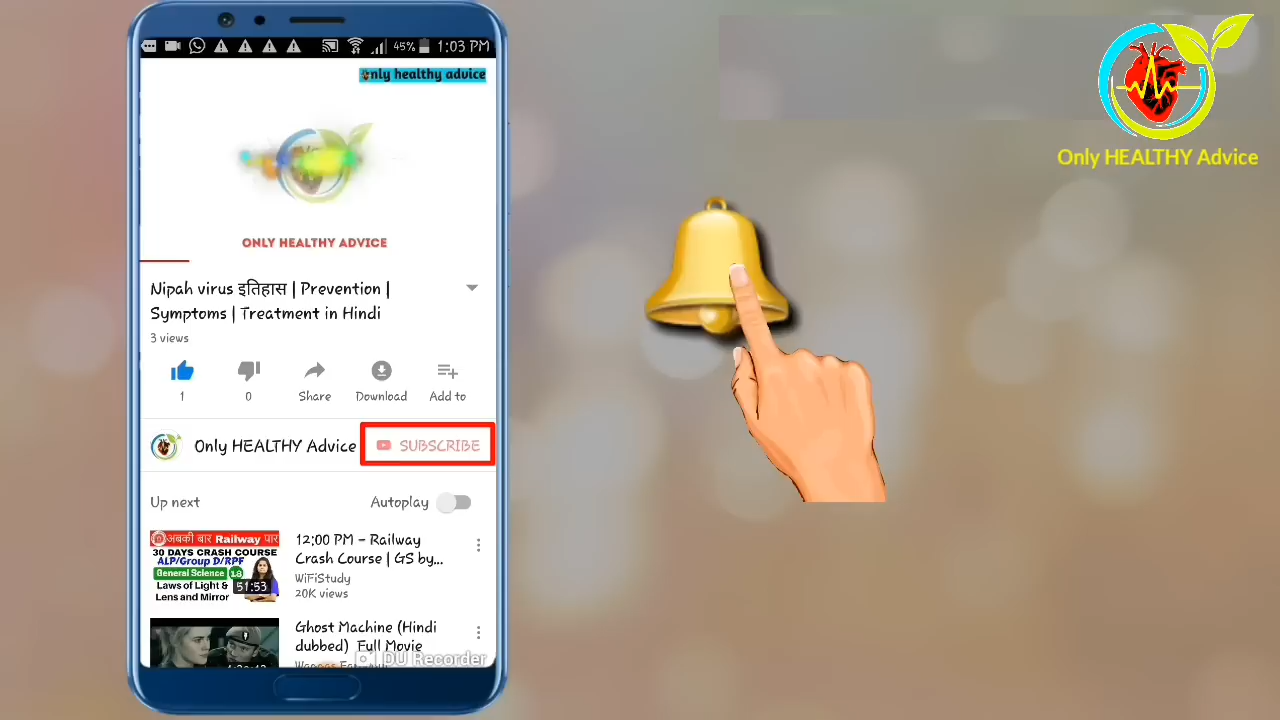 45% 1:03 PM
Only healthy advice
ONLY HEALTHY ADVICE
Nipah virus इतिहास | Prevention |
Symptoms | Treatment in Hindi
3 views
1 0 Share Download Add to
Only HEALTHY Advice SUBSCRIBE
Up next Autoplay
अबकी बार Railway पार
30 DAYS CRASH COURSE
ALP/Group D/RPF
General Science 18
Laws of Light &
Lens and Mirror
51:53
12:00 PM - Railway
Crash Course | GS by...
WiFiStudy
20K views
Ghost Machine (Hindi
dubbed) Full Movie
DU Recorder
Only HEALTHY Advice